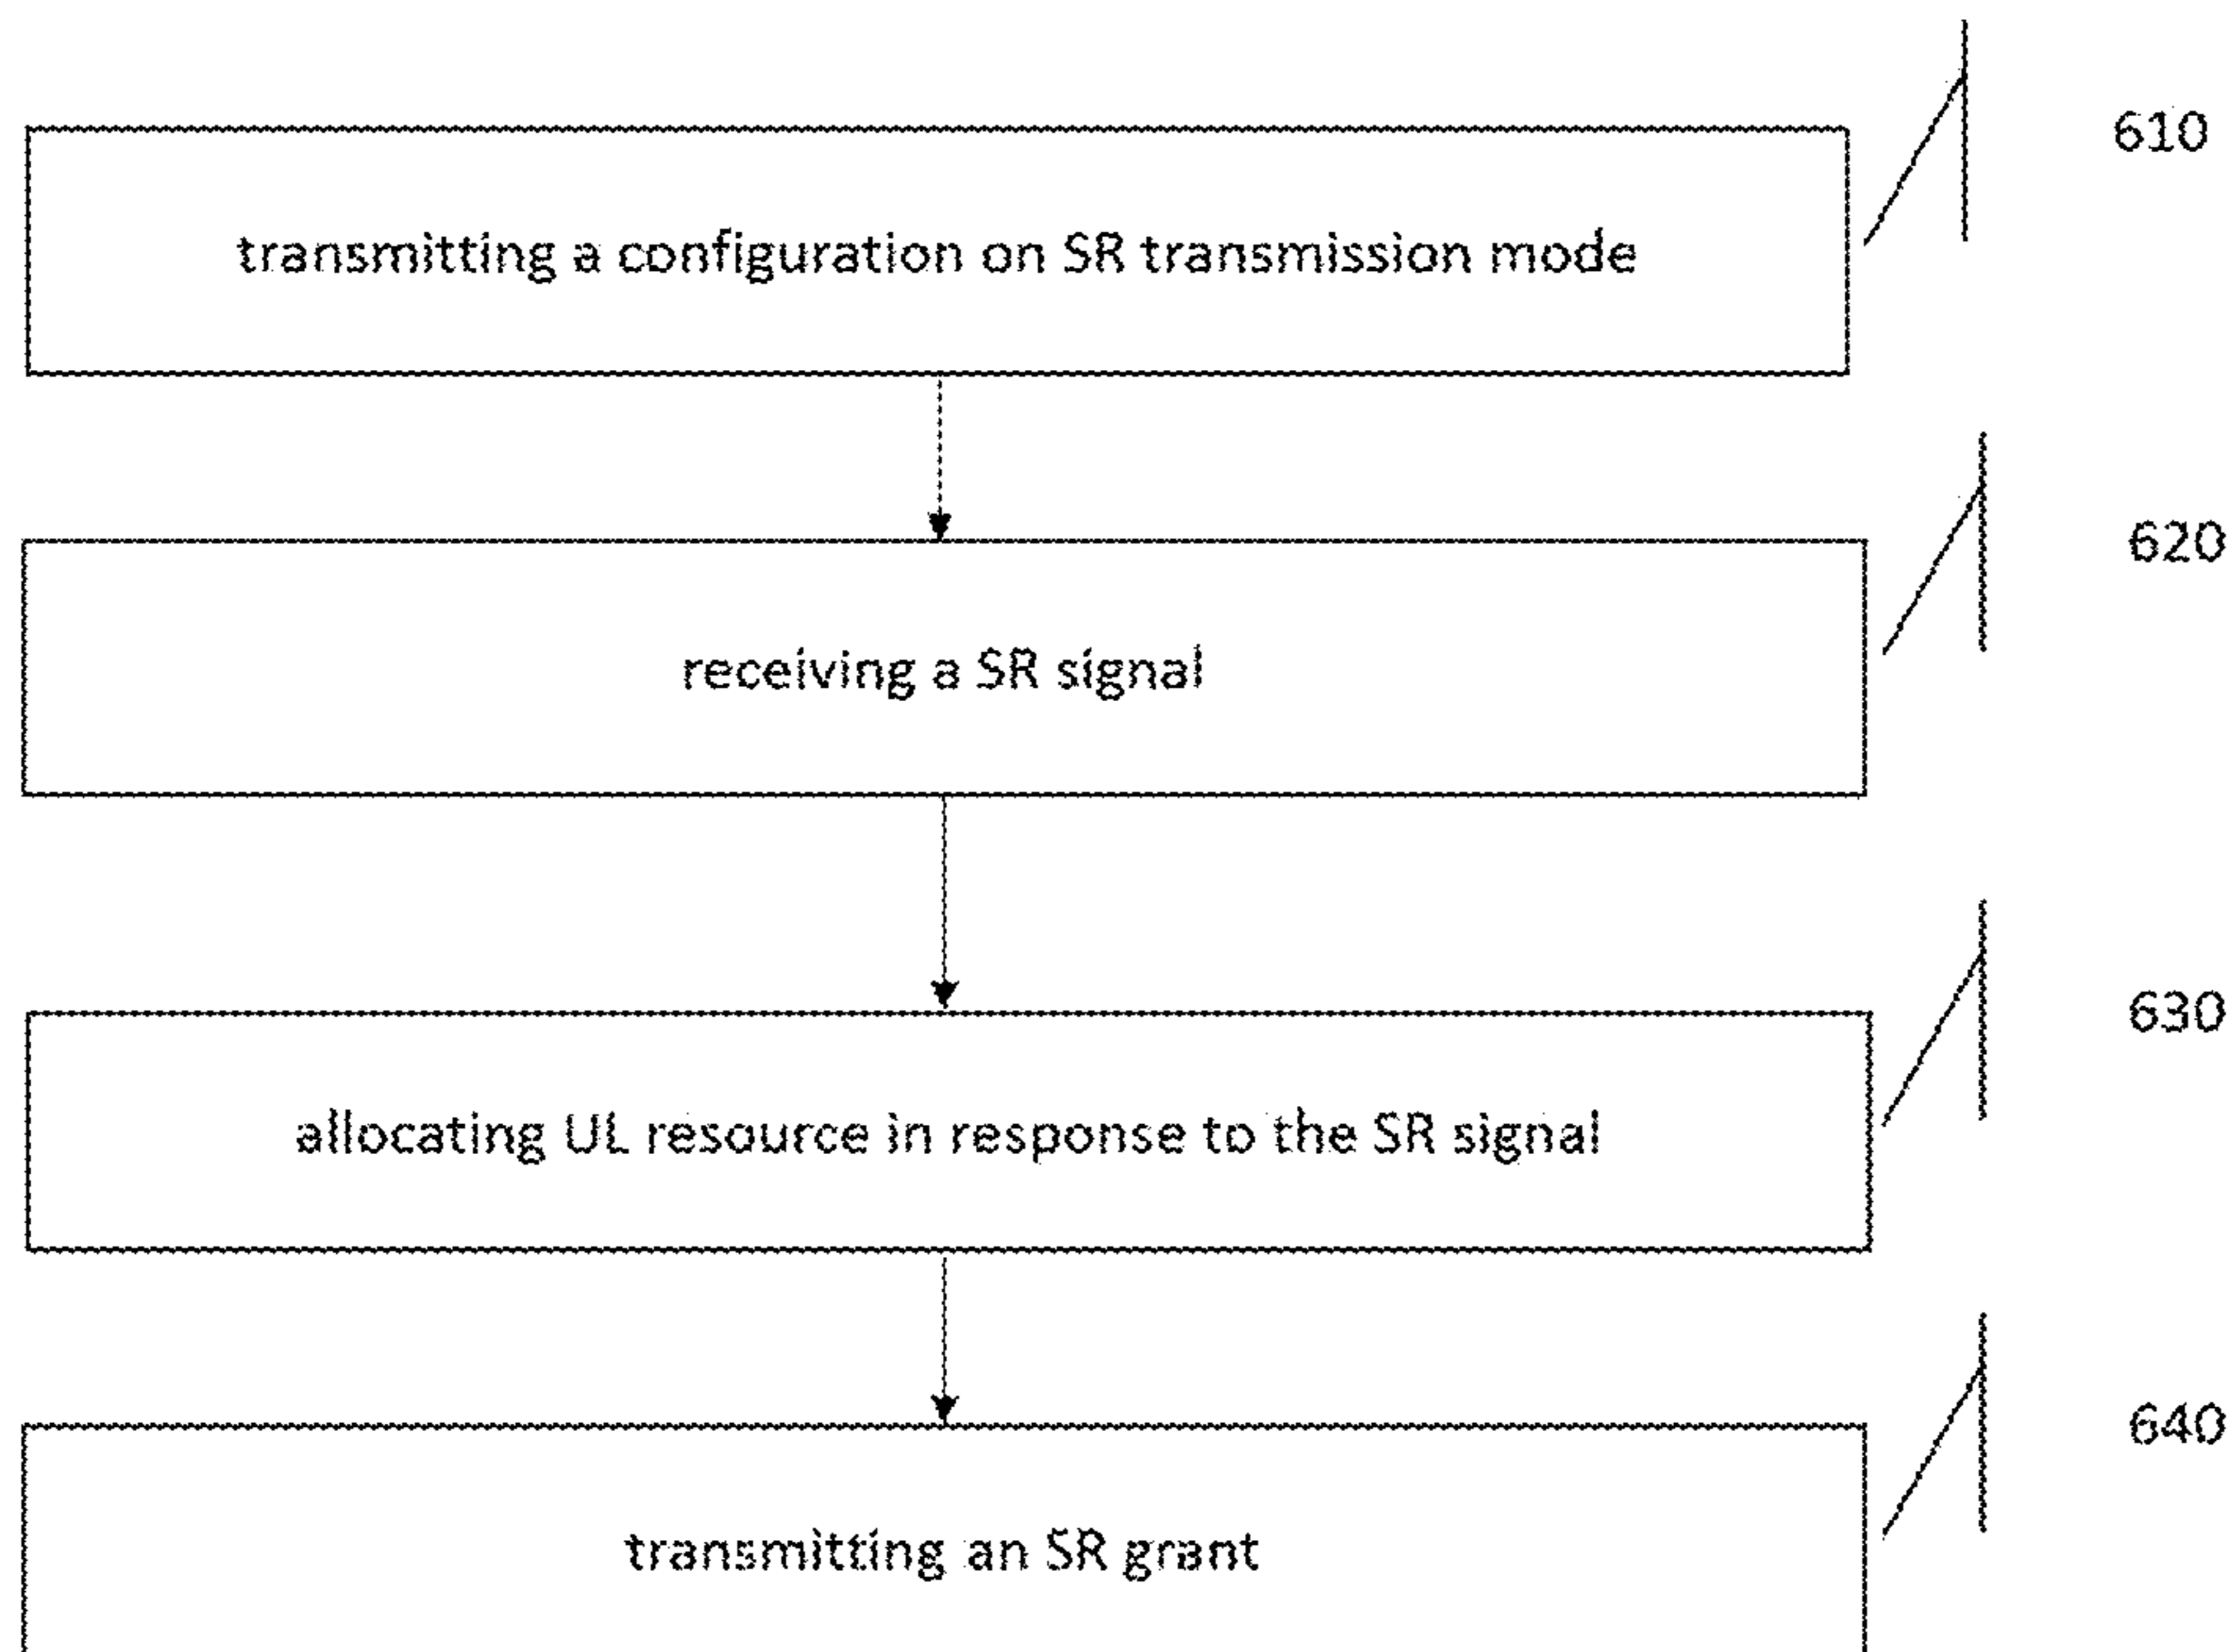 610
transmitting a configuration on SR transmission mode
620
receiving a SR signal
630
allocating UL resource in response to the SR signal
640
transmitting an SR grant